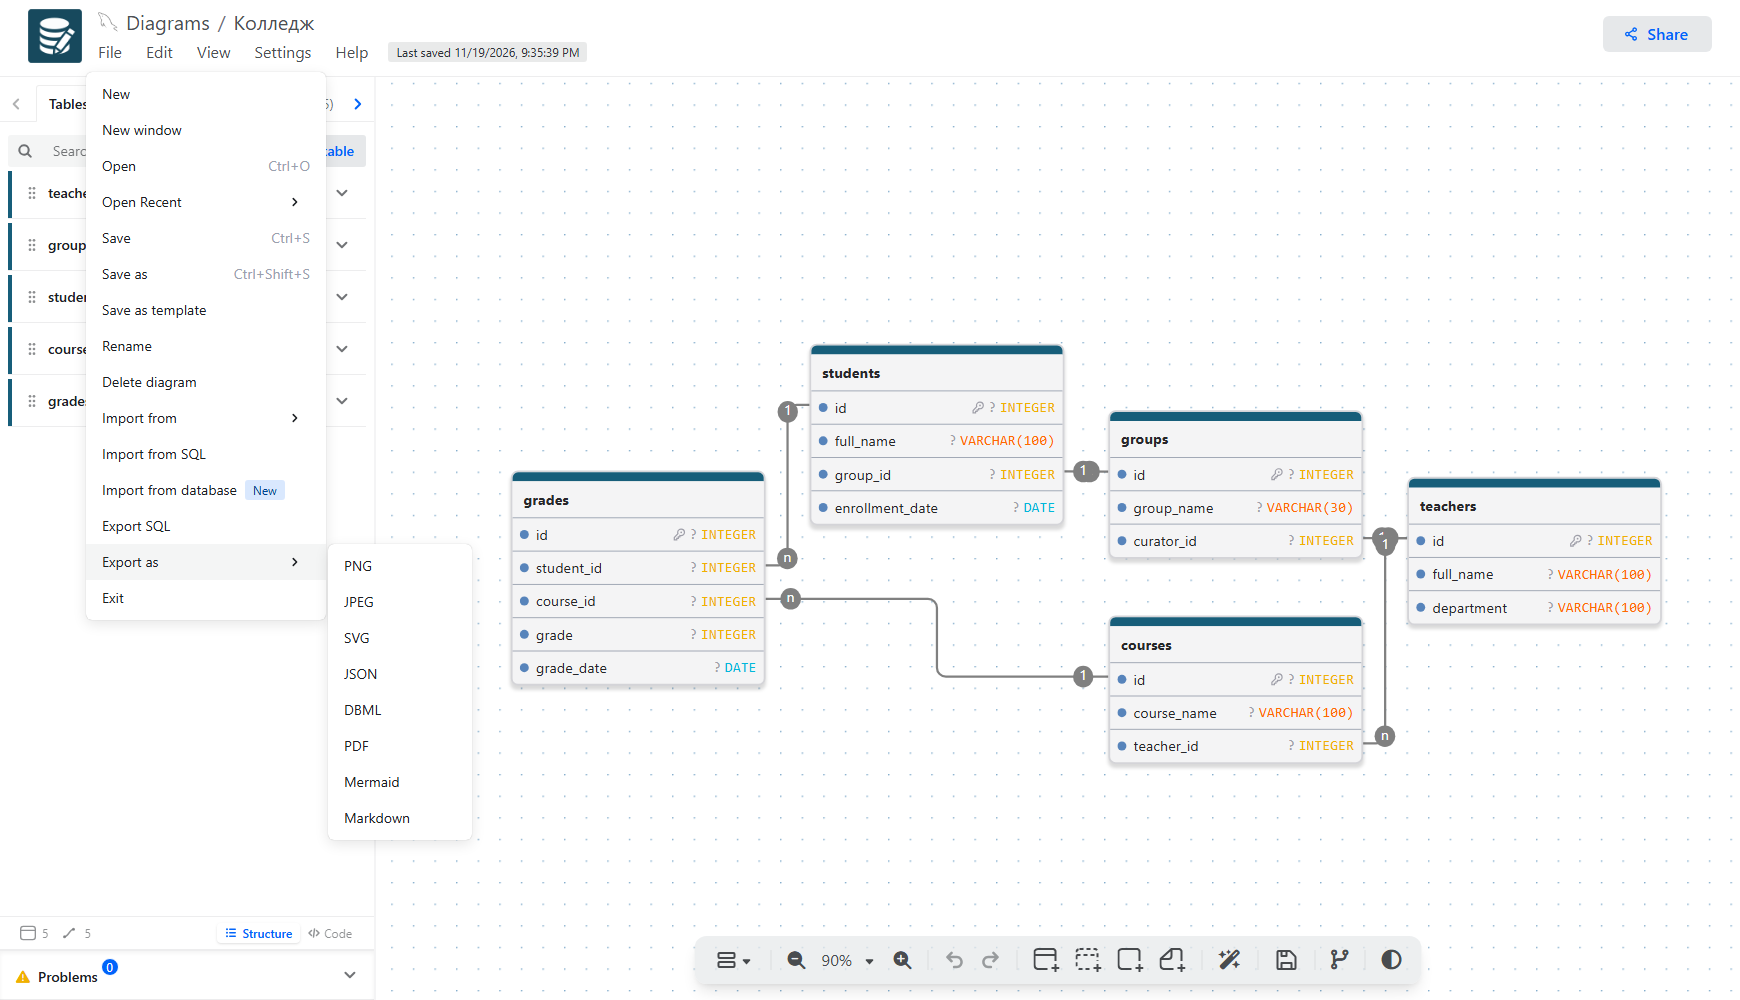 Diagrams / Колледж
File Edit View Settings Help Last saved 11/19/2026, 9:35:39 PM
Share
Tables
New
New window
Open Ctrl+O
Open Recent
Save Ctrl+S
Save as Ctrl+Shift+S
Save as template
Rename
Delete diagram
Import from
Import from SQL
Import from database New
Export SQL
Export as
Exit
PNG
JPEG
SVG
JSON
DBML
PDF
Mermaid
Markdown
grades
id ? INTEGER
student_id ? INTEGER
course_id ? INTEGER
grade ? INTEGER
grade_date ? DATE
students
id ? INTEGER
full_name ? VARCHAR(100)
group_id ? INTEGER
enrollment_date ? DATE
groups
id ? INTEGER
group_name ? VARCHAR(30)
curator_id ? INTEGER
courses
id ? INTEGER
course_name ? VARCHAR(100)
teacher_id ? INTEGER
teachers
id ? INTEGER
full_name ? VARCHAR(100)
department ? VARCHAR(100)
1
n
n
1
1
1
n
5 5 Structure Code
Problems 0
90%